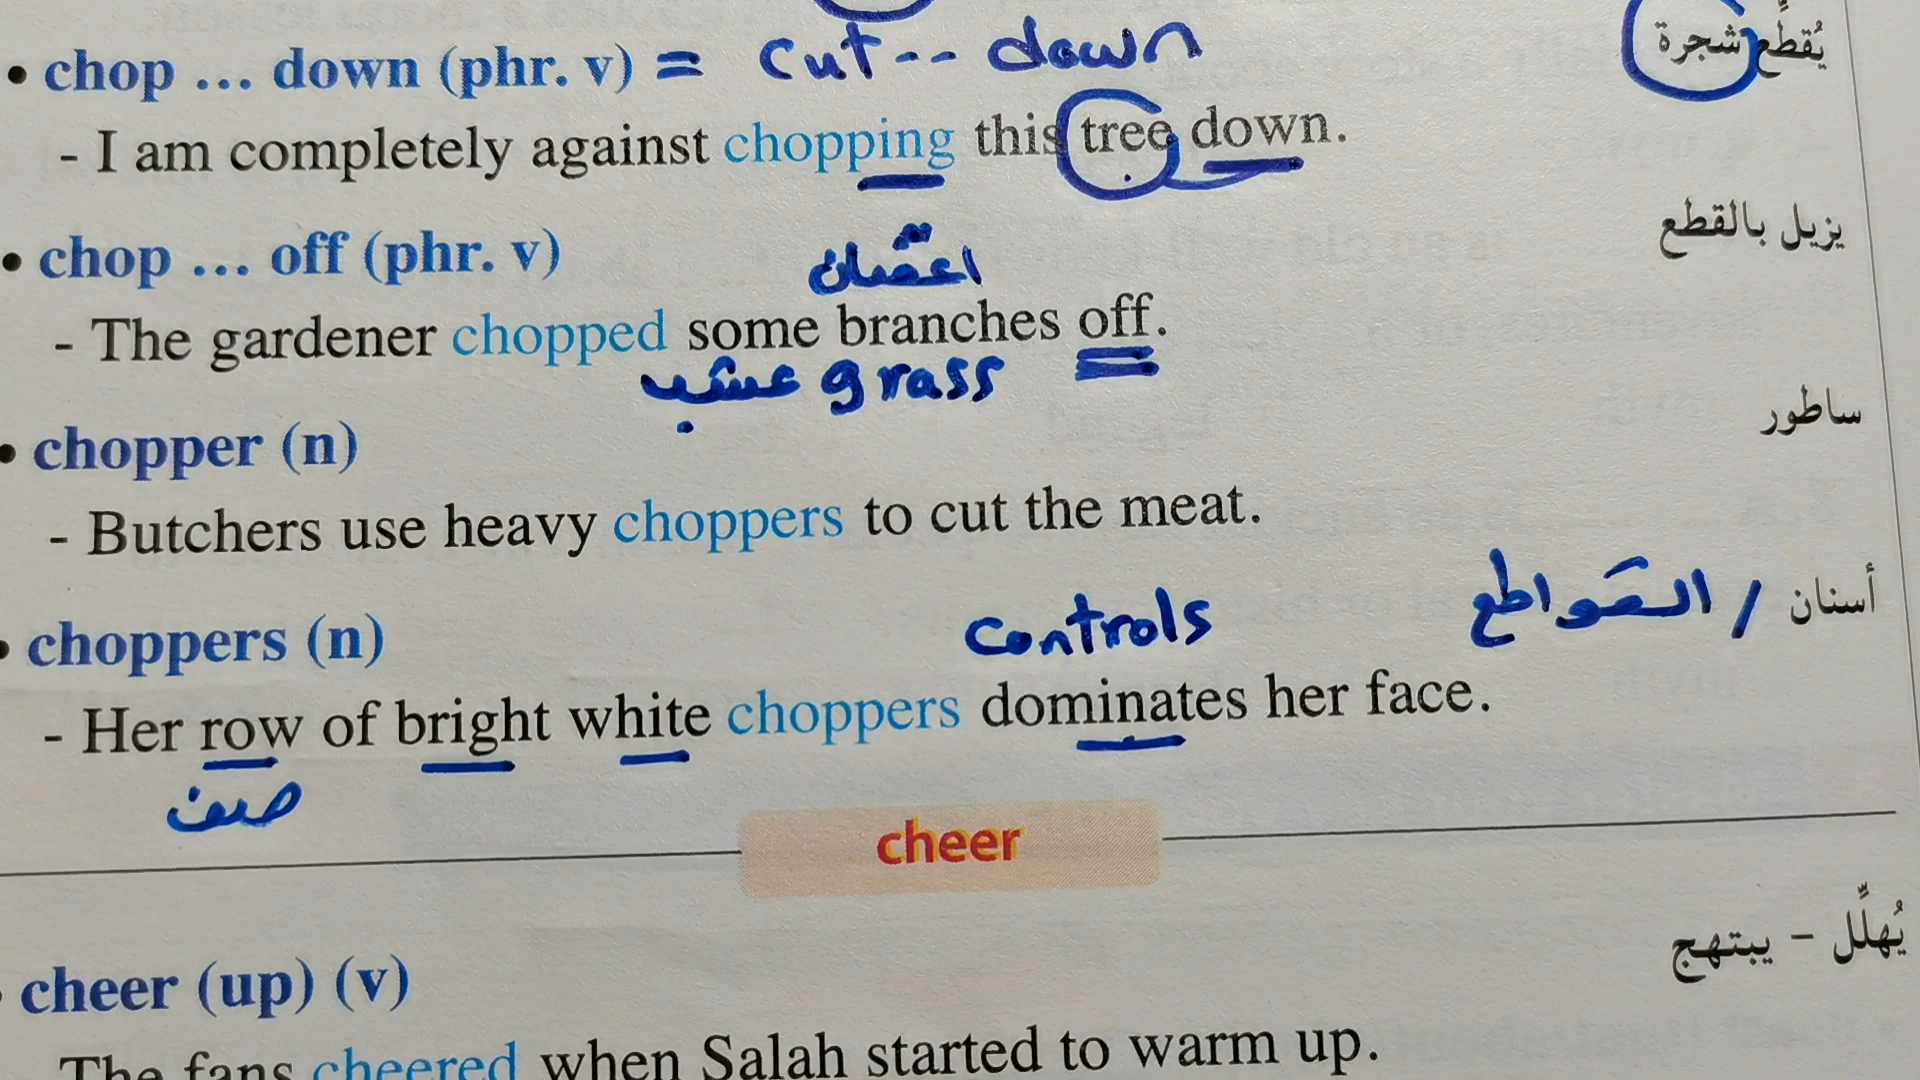 • chop ... down (phr. v) = cut -- down يُقطِّع شجرة
- I am completely against chopping this tree down.
• chop ... off (phr. v) يزيل بالقطع
اغصان
- The gardener chopped some branches off.
عشب grass
• chopper (n) ساطور
- Butchers use heavy choppers to cut the meat.
• choppers (n) أسنان / القواطع
controls
- Her row of bright white choppers dominates her face.
صف
cheer
cheer (up) (v) يُهلِّل – يبتهج
The fans cheered when Salah started to warm up.